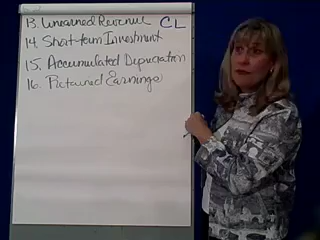 13. Unearned Revenue CL
14. Short-term Investment
15. Accumulated Depreciation
16. Retained Earnings